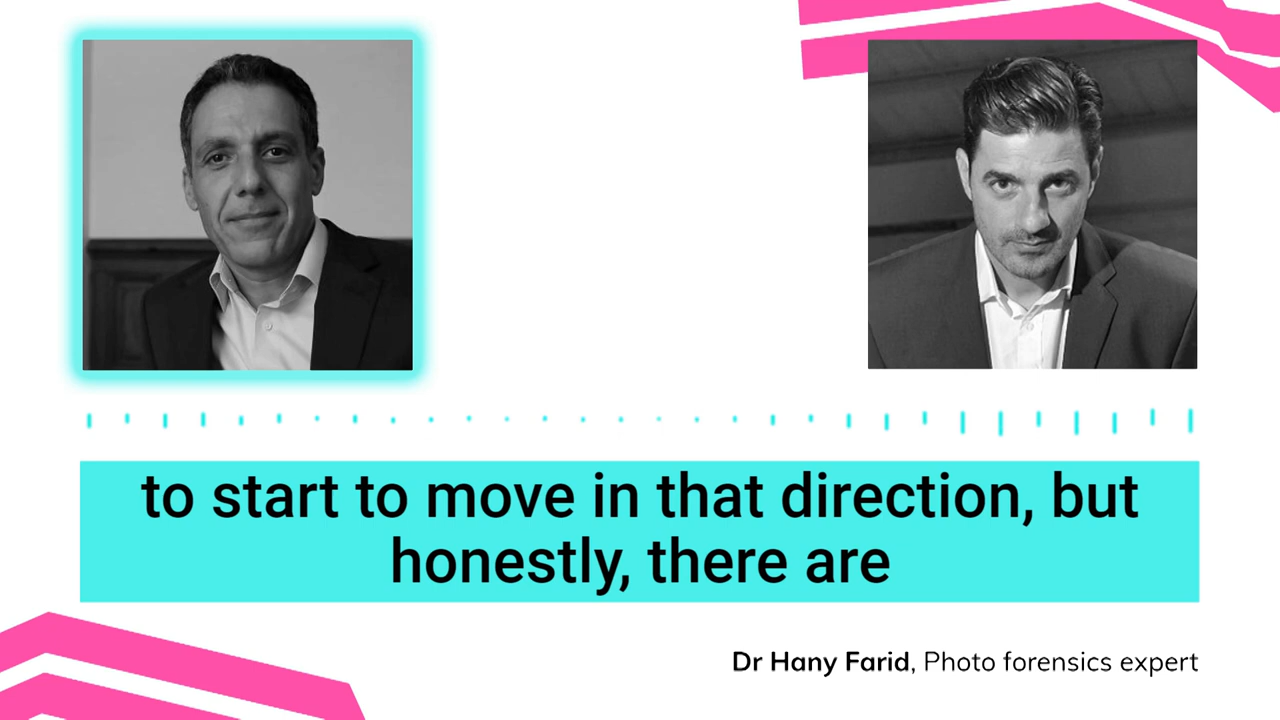 to start to move in that direction, but
honestly, there are
Dr Hany Farid, Photo forensics expert